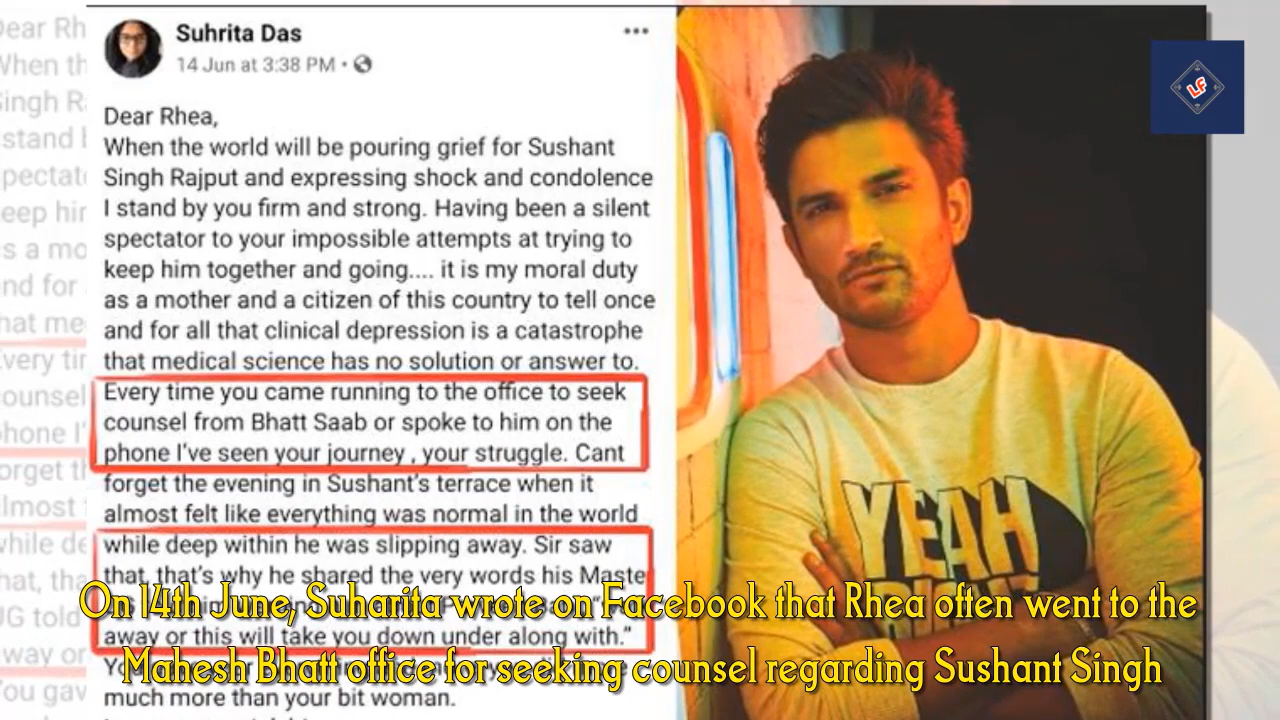 Suhrita Das
14 Jun at 3:38 PM •
Dear Rhea,
When the world will be pouring grief for Sushant
Singh Rajput and expressing shock and condolence
I stand by you firm and strong. Having been a silent
spectator to your impossible attempts at trying to
keep him together and going.... it is my moral duty
as a mother and a citizen of this country to tell once
and for all that clinical depression is a catastrophe
that medical science has no solution or answer to.
Every time you came running to the office to seek
counsel from Bhatt Saab or spoke to him on the
phone I've seen your journey , your struggle. Cant
forget the evening in Sushant's terrace when it
almost felt like everything was normal in the world
while deep within he was slipping away. Sir saw
that, that's why he shared the very words his Master
away or this will take you down under along with."
much more than your bit woman.
On 14th June, Suharita wrote on Facebook that Rhea often went to the
Mahesh Bhatt office for seeking counsel regarding Sushant Singh
YEAH
LF